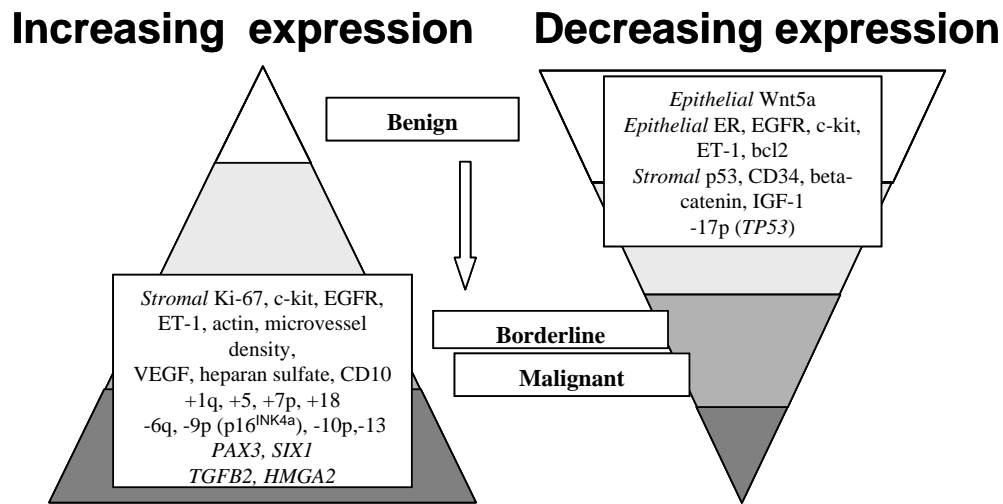 Increasing expression
Decreasing expression
Benign
Epithelial Wnt5a
Epithelial ER, EGFR, c-kit,
ET-1, bcl2
Stromal p53, CD34, beta-
catenin, IGF-1
-17p (TP53)
Stromal Ki-67, c-kit, EGFR,
ET-1, actin, microvessel
density,
VEGF, heparan sulfate, CD10
+1q, +5, +7p, +18
-6q, -9p (p16INK4a), -10p,-13
PAX3, SIX1
TGFB2, HMGA2
Borderline
Malignant